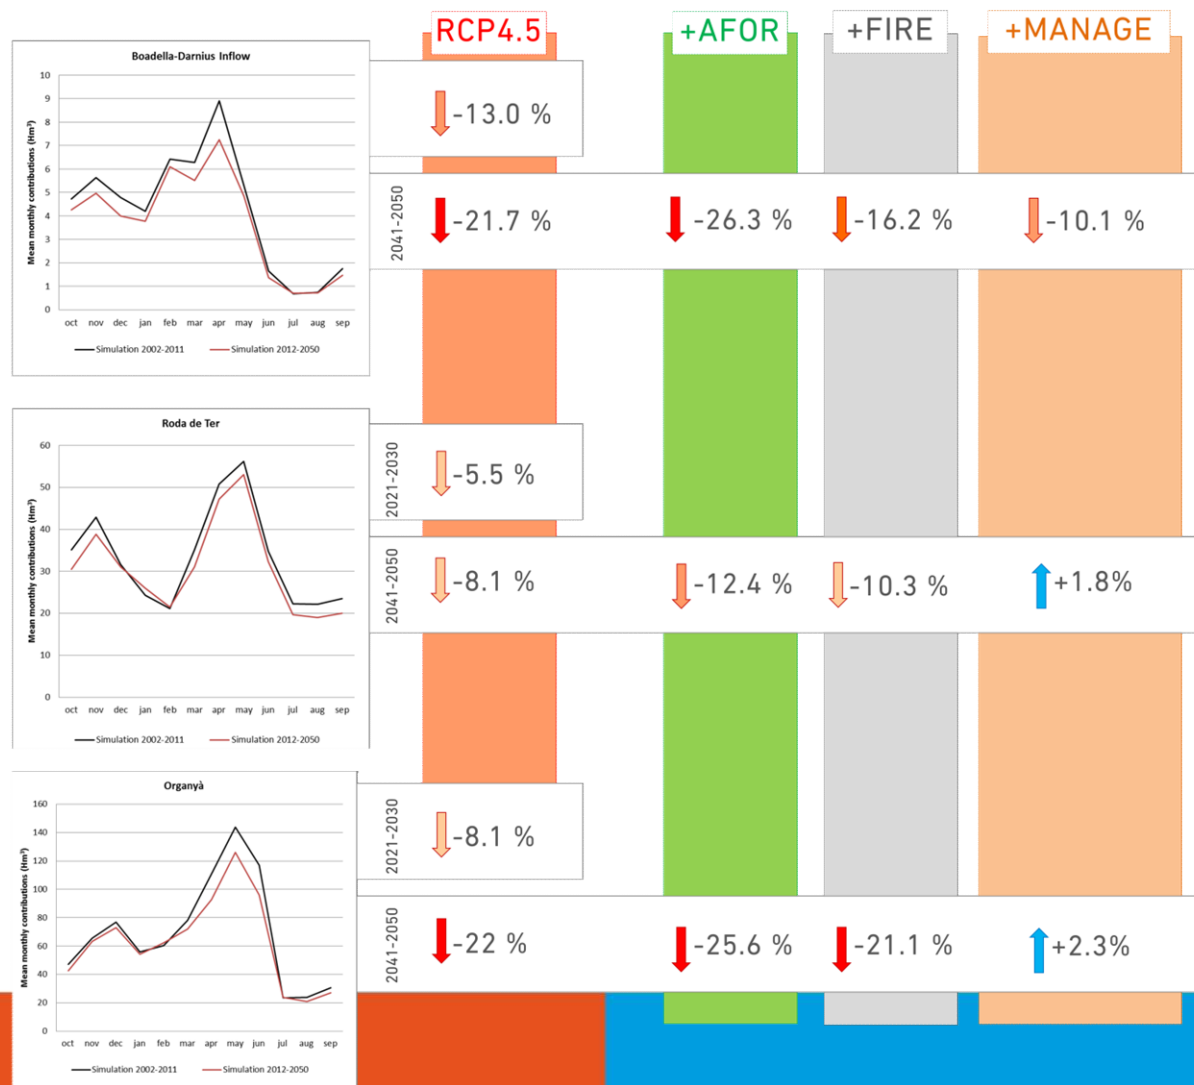 RCP4.5
+AFOR
+FIRE
+MANAGE
Boadella-Darnius Inflow
Mean monthly contributions (Hm³)
10
9
8
7
6
5
4
3
2
1
0
oct nov dec jan feb mar apr may jun jul aug sep
Simulation 2002-2011 Simulation 2012-2050
-13.0 %
2041-2050
-21.7 %
-26.3 %
-16.2 %
-10.1 %
Roda de Ter
Mean monthly contributions (Hm³)
60
50
40
30
20
10
0
oct nov dec jan feb mar apr may jun jul aug sep
Simulation 2002-2011 Simulation 2012-2050
2021-2030
-5.5 %
2041-2050
-8.1 %
-12.4 %
-10.3 %
+1.8%
Organyà
Mean monthly contributions (Hm³)
160
140
120
100
80
60
40
20
0
oct nov dec jan feb mar apr may jun jul aug sep
Simulation 2002-2011 Simulation 2012-2050
2021-2030
-8.1 %
2041-2050
-22 %
-25.6 %
-21.1 %
+2.3%